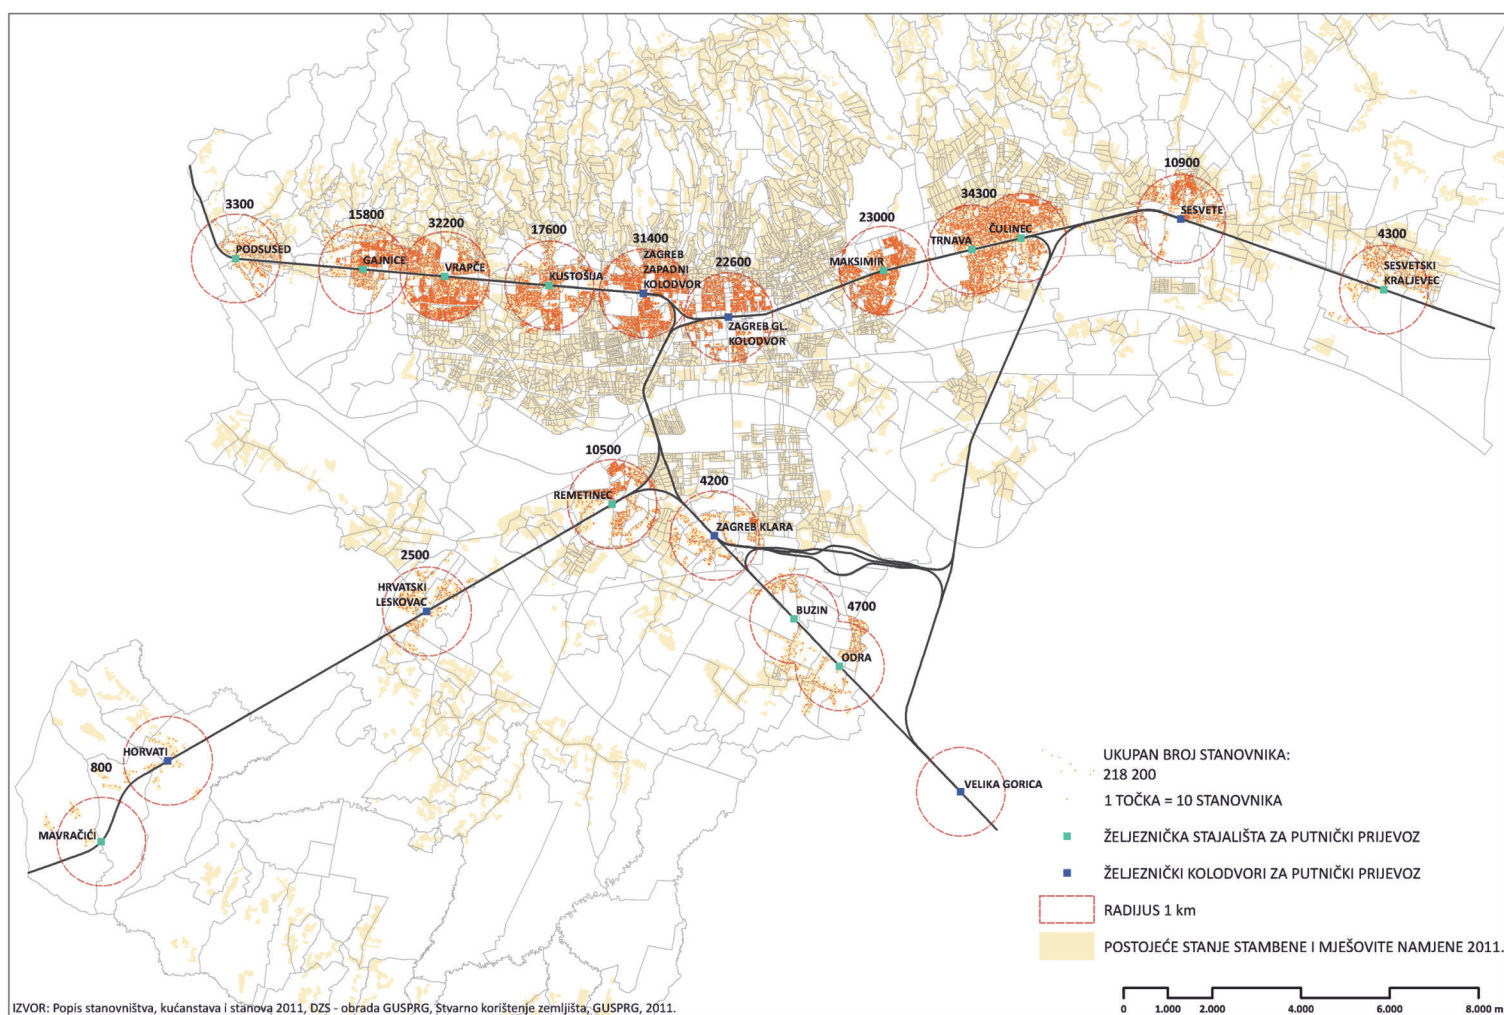 10900
34300
3300
15800
32200
17600
31400
22600
23000
4300
PODSUSED
GAJNICE
VRAPČE
KUSTOŠIJA
ZAGREB
ZAPADNI
KOLODVOR
ZAGREB GL.
KOLODVOR
MAKSIMIR
TRNAVA
ČULINEC
SESVETE
SESVETSKI
KRALJEVEC
10500
REMETINEC
4200
ZAGREB KLARA
2500
HRVATSKI
LESKOVAC
BUZIN
4700
ODRA
HORVATI
800
MAVRAČIĆI
VELIKA GORICA
UKUPAN BROJ STANOVNIKA:
218 200
1 TOČKA = 10 STANOVNIKA
ŽELJEZNIČKA STAJALIŠTA ZA PUTNIČKI PRIJEVOZ
ŽELJEZNIČKI KOLODVORI ZA PUTNIČKI PRIJEVOZ
RADIJUS 1 km
POSTOJEĆE STANJE STAMBENE I MJEŠOVITE NAMJENE 2011.
IZVOR: Popis stanovništva, kućanstava i stanova 2011, DZS - obrada GUSPRG, Stvarno korištenje zemljišta, GUSPRG, 2011.
0 1.000 2.000 4.000 6.000 8.000 m